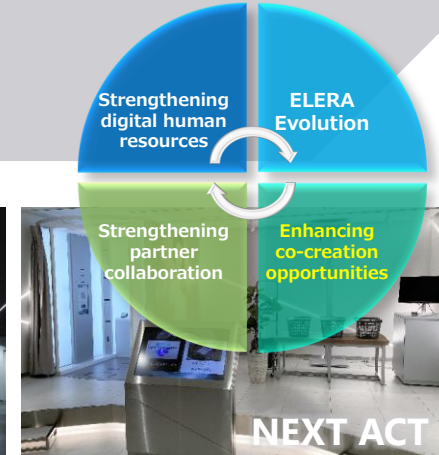 Strengthening
digital human
resources
ELERA
Evolution
Strengthening
partner
collaboration
Enhancing
co-creation
opportunities
NEXT ACT